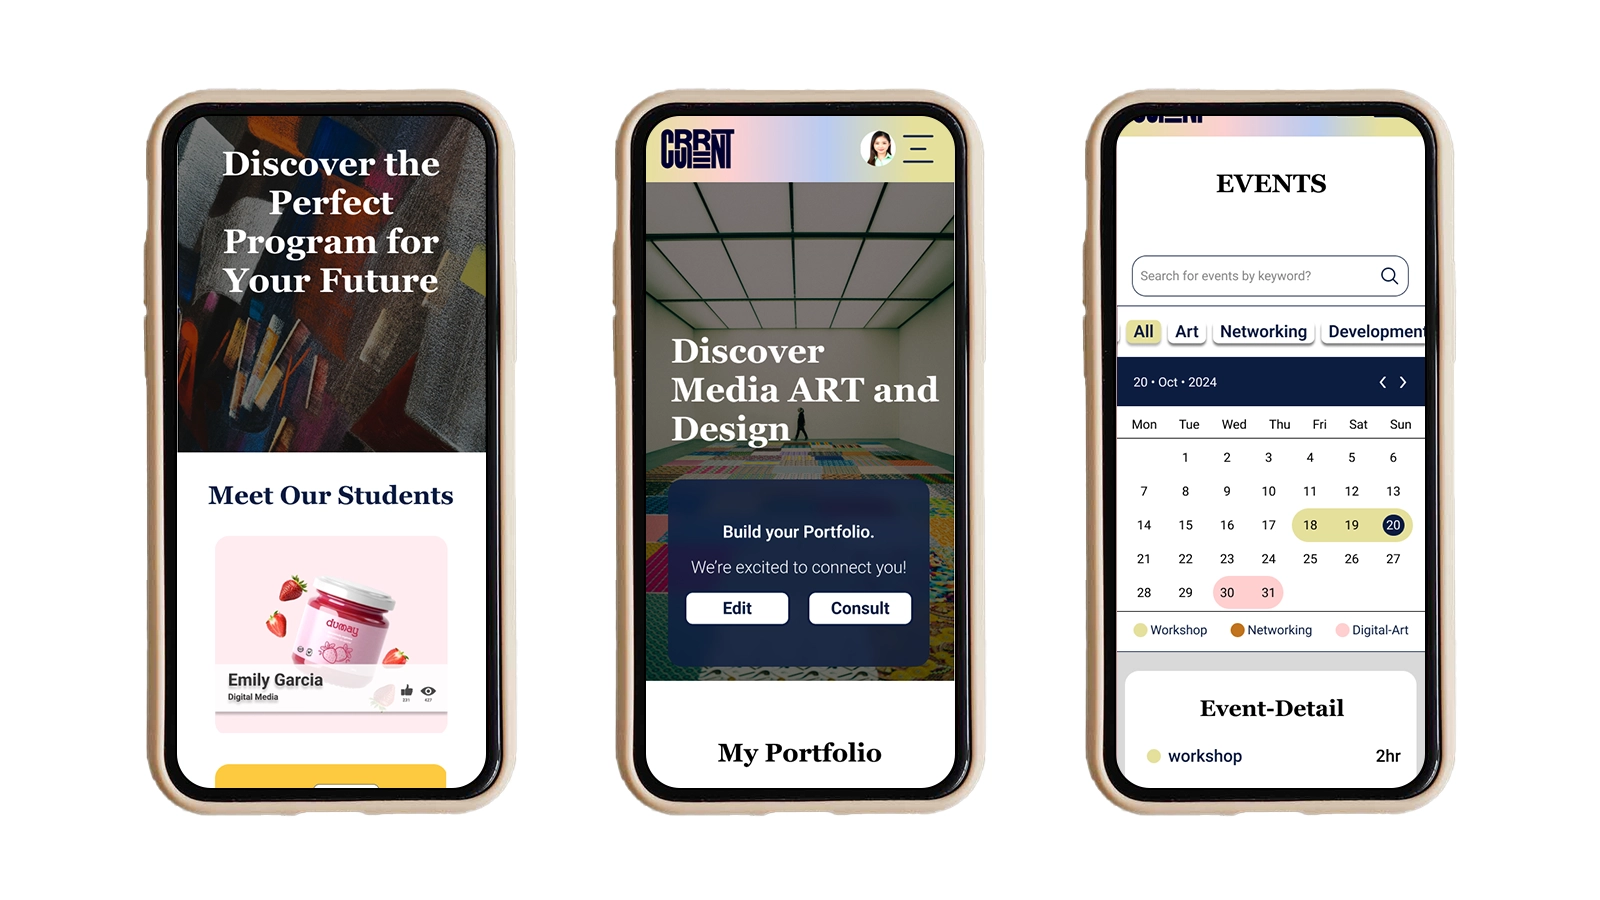 Discover the
Perfect
Program for
Your Future
Meet Our Students
dumay
Emily Garcia
Digital Media
231
427
CURRENT
Discover
Media ART and
Design
Build your Portfolio.
We're excited to connect you!
Edit
Consult
My Portfolio
EVENTS
Search for events by keyword?
All
Art
Networking
Development
20 • Oct • 2024
Mon Tue Wed Thu Fri Sat Sun
1 2 3 4 5 6
7 8 9 10 11 12 13
14 15 16 17 18 19 20
21 22 23 24 25 26 27
28 29 30 31
Workshop
Networking
Digital-Art
Event-Detail
workshop
2hr